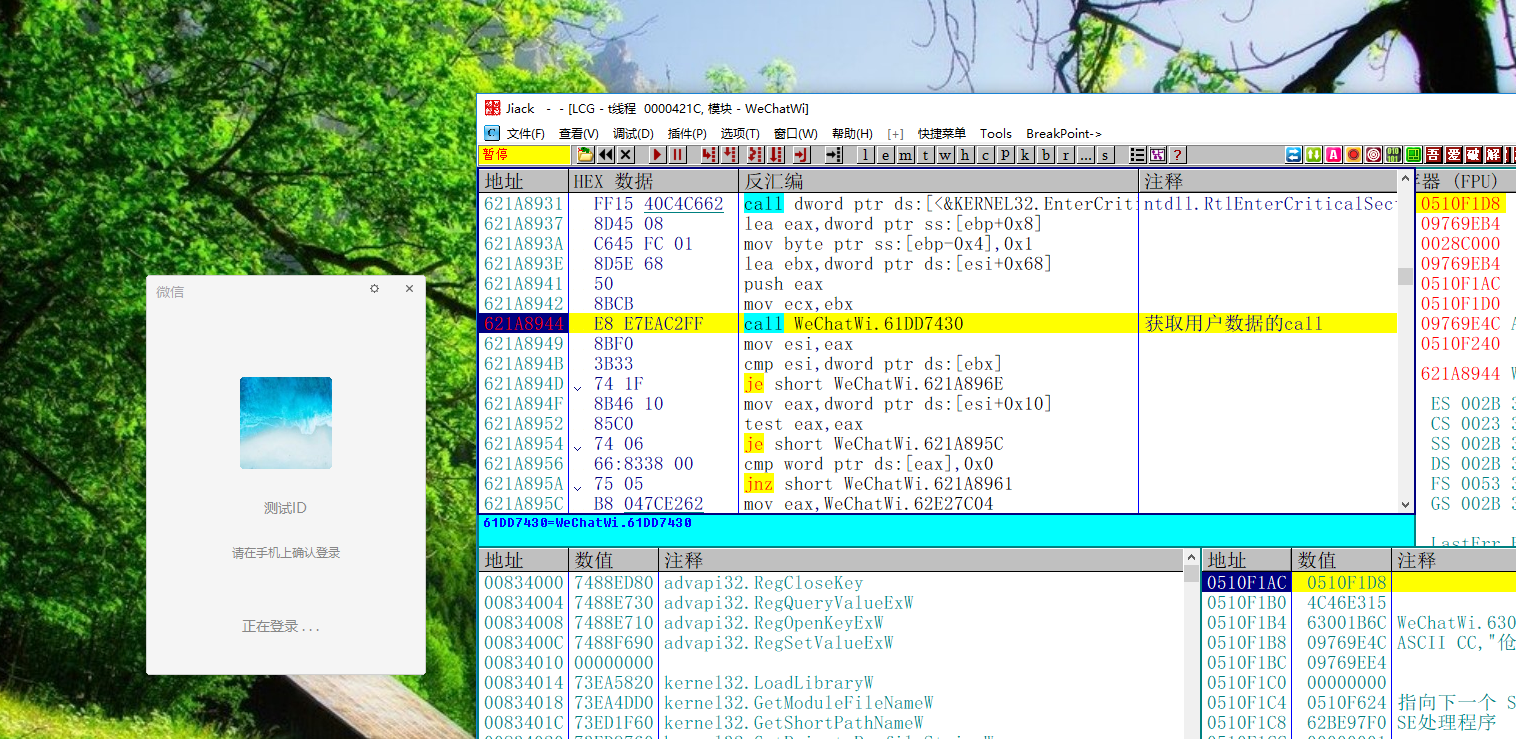 微信
测试ID
请在手机上确认登录
正在登录...
Jiack - - [LCG - t线程 0000421C, 模块 - WeChatWi]
文件(F) 查看(V) 调试(D) 插件(P) 选项(T) 窗口(W) 帮助(H) [+] 快捷菜单 Tools BreakPoint->
暂停 l e m t w h c p k b r ... s ? A 吾 爱 破 解
地址 HEX 数据 反汇编 注释
621A8931 FF15 40C4C662 call dword ptr ds:[<&KERNEL32.EnterCrit ntdll.RtlEnterCriticalSec
621A8937 8D45 08 lea eax,dword ptr ss:[ebp+0x8]
621A893A C645 FC 01 mov byte ptr ss:[ebp-0x4],0x1
621A893E 8D5E 68 lea ebx,dword ptr ds:[esi+0x68]
621A8941 50 push eax
621A8942 8BCB mov ecx,ebx
621A8944 E8 E7EAC2FF call WeChatWi.61DD7430 获取用户数据的call
621A8949 8BF0 mov esi,eax
621A894B 3B33 cmp esi,dword ptr ds:[ebx]
621A894D 74 1F je short WeChatWi.621A896E
621A894F 8B46 10 mov eax,dword ptr ds:[esi+0x10]
621A8952 85C0 test eax,eax
621A8954 74 06 je short WeChatWi.621A895C
621A8956 66:8338 00 cmp word ptr ds:[eax],0x0
621A895A 75 05 jnz short WeChatWi.621A8961
621A895C B8 047CE262 mov eax,WeChatWi.62E27C04
61DD7430=WeChatWi.61DD7430
器 (FPU)
0510F1D8
09769EB4
0028C000
09769EB4
0510F1AC
0510F1D0
09769E4C
0510F240
621A8944
ES 002B
CS 0023
SS 002B
DS 002B
FS 0053
GS 002B
LastErr
地址 数值 注释
00834000 7488ED80 advapi32.RegCloseKey
00834004 7488E730 advapi32.RegQueryValueExW
00834008 7488E710 advapi32.RegOpenKeyExW
0083400C 7488F690 advapi32.RegSetValueExW
00834010 00000000
00834014 73EA5820 kernel32.LoadLibraryW
00834018 73EA4DD0 kernel32.GetModuleFileNameW
0083401C 73ED1F60 kernel32.GetShortPathNameW
地址 数值 注释
0510F1AC 0510F1D8
0510F1B0 4C46E315
0510F1B4 63001B6C WeChatWi.630
0510F1B8 09769E4C ASCII CC,"伧
0510F1BC 09769EE4
0510F1C0 00000000
0510F1C4 0510F624 指向下一个 S
0510F1C8 62BE97F0 SE处理程序